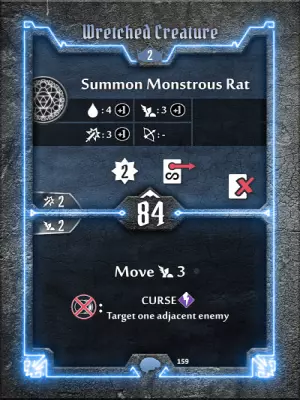 Wretched Creature
2
Summon Monstrous Rat
: 4 +1 : 3 +1
: 3 +1 : -
2 S
84
2
2
Move 3
: CURSE
Target one adjacent enemy
159